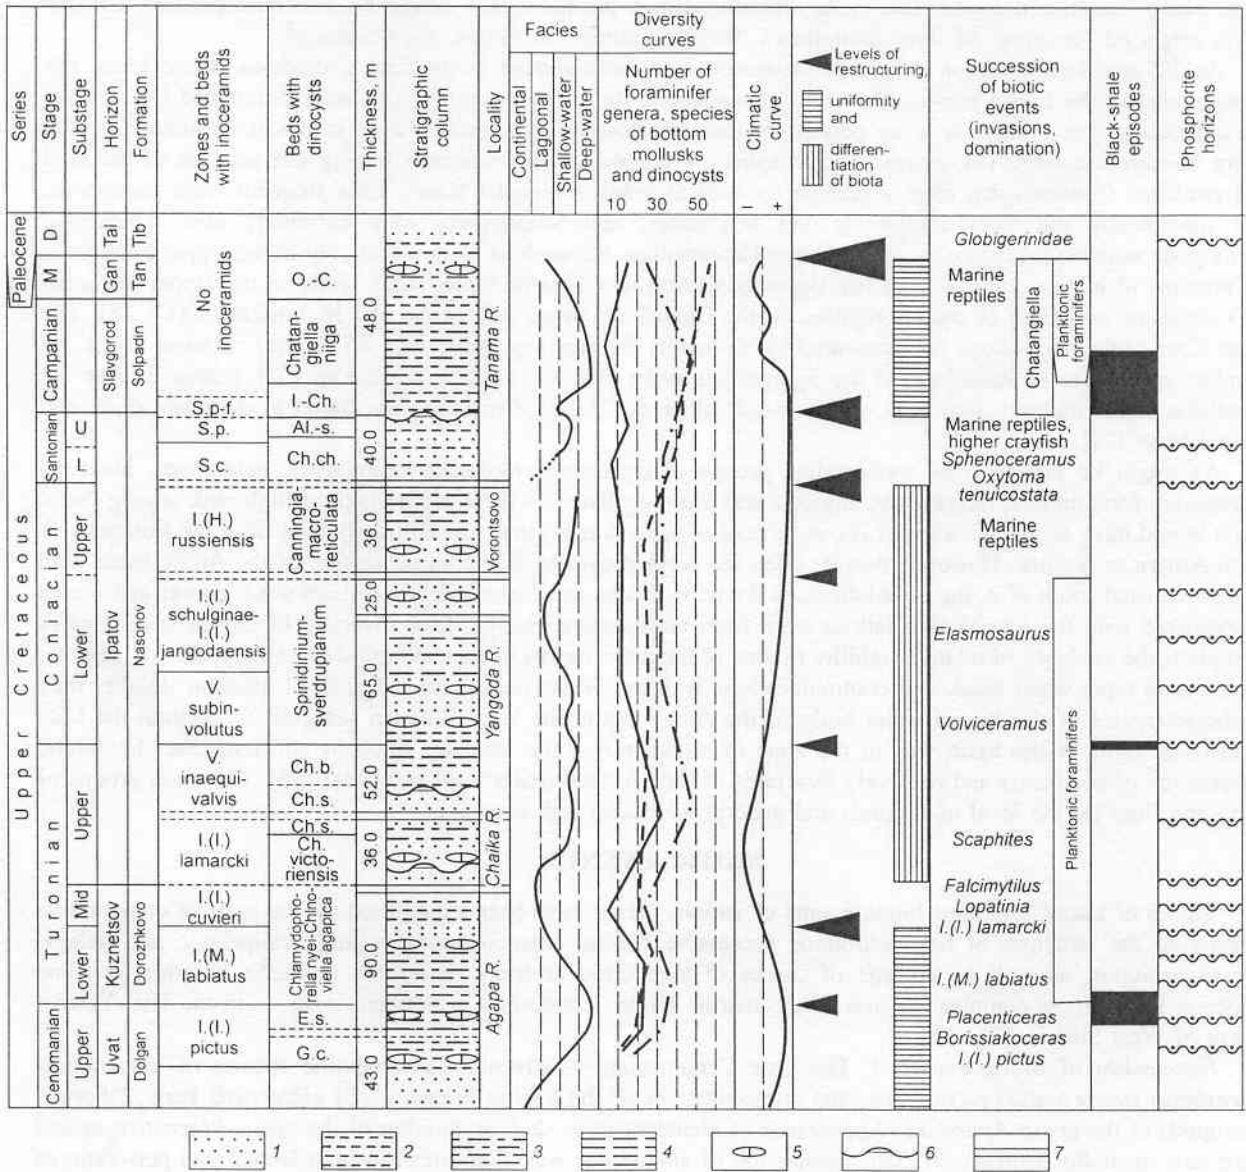 Series
Stage
Substage
Horizon
Formation
Zones and beds
with inoceramids
Beds with
dinocysts
Thickness, m
Stratigraphic
column
Locality
Facies
Continental
Lagoonal
Shallow-water
Deep-water
Diversity
curves
Number of
foraminifer
genera, species
of bottom
mollusks
and dinocysts
10 30 50
Climatic
curve
– +
Levels of
restructuring,
uniformity
and
differen-
tiation
of biota
Succession
of biotic
events
(invasions,
domination)
Black-shale
episodes
Phosphorite
horizons
Paleocene
Upper Cretaceous
D
M
Campanian
Santonian
Coniacian
Turonian
Cenomanian
U
L
Upper
Lower
Upper
Mid
Lower
Upper
Tal
Gan
Slavgorod
Ipatov
Kuznetsov
Uvat
Tib
Tan
Solpadin
Nasonov
Dorozhkovo
Dolgan
No
inoceramids
S.p-f.
S.p.
S.c.
I.(H.)
russiensis
I.(I.)
schulginae-
I.(I.)
jangodaensis
V.
subin-
volutus
V.
inaequi-
valvis
I.(I.)
lamarcki
I.(I.)
cuvieri
I.(M.)
labiatus
I.(I.)
pictus
O.-C.
Chatan-
giella
niiga
I.-Ch.
Al.-s.
Ch.ch.
Canningia
macro-
reticulata
Spinidinium-
sverdrupianum
Ch.b.
Ch.s.
Ch.s.
Ch.
victo-
riensis
Chlamydopho-
rella nyei-Chino-
viella agapica
E.s.
G.c.
48.0
40.0
36.0
25.0
65.0
52.0
36.0
90.0
43.0
Tanama R.
Vorontsovo
Yangoda R.
Chaika R.
Agapa R.
Globigerinidae
Marine
reptiles
Marine reptiles,
higher crayfish
Sphenoceramus
Oxytoma
tenuicostata
Marine
reptiles
Elasmosaurus
Volviceramus
Scaphites
Falcimytilus
Lopatinia
I.(I.) lamarcki
I.(M.) labiatus
Placenticeras
Borissiakoceras
I.(I.) pictus
Chatangiella
Planktonic
foraminifers
Planktonic foraminifers
1 2 3 4 5 6 7